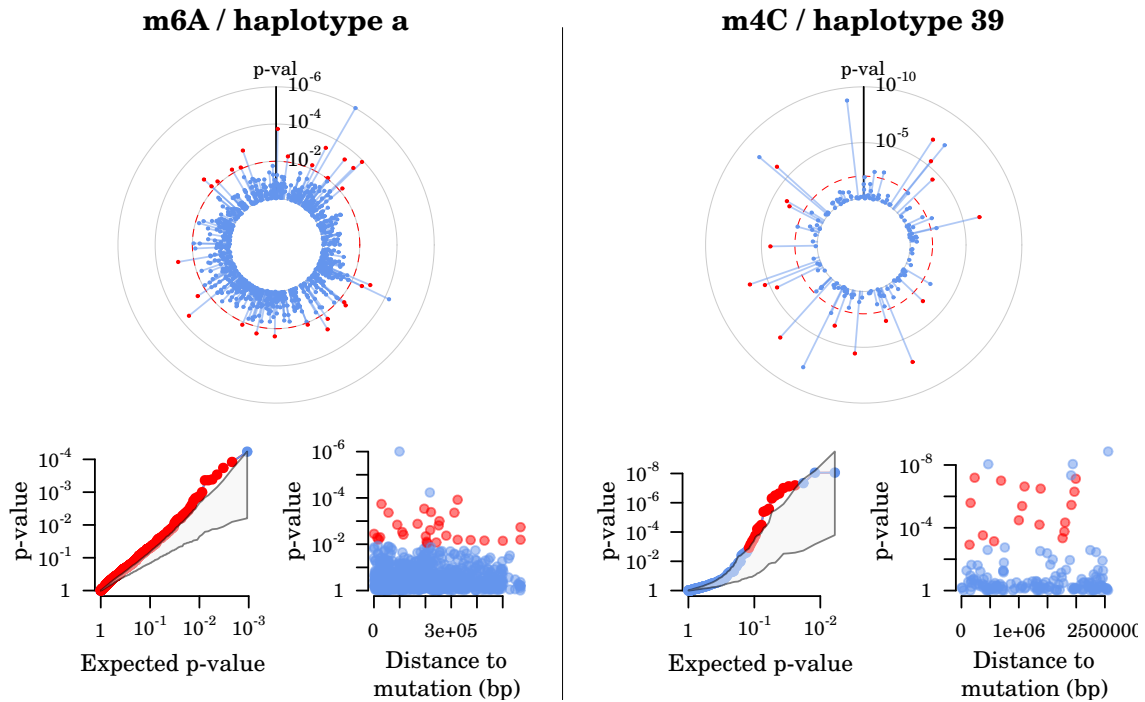 m6A / haplotype a
p-val
10-6
10-4
10-2
10-4
10-3
10-2
10-1
1
p-value
1
10-1
10-2
10-3
Expected p-value
10-6
10-4
10-2
1
p-value
0
3e+05
Distance to
mutation (bp)
m4C / haplotype 39
p-val
10-10
10-5
10-8
10-6
10-4
10-2
1
p-value
1
10-1
10-2
Expected p-value
10-8
10-4
1
p-value
0
1e+06
2500000
Distance to
mutation (bp)